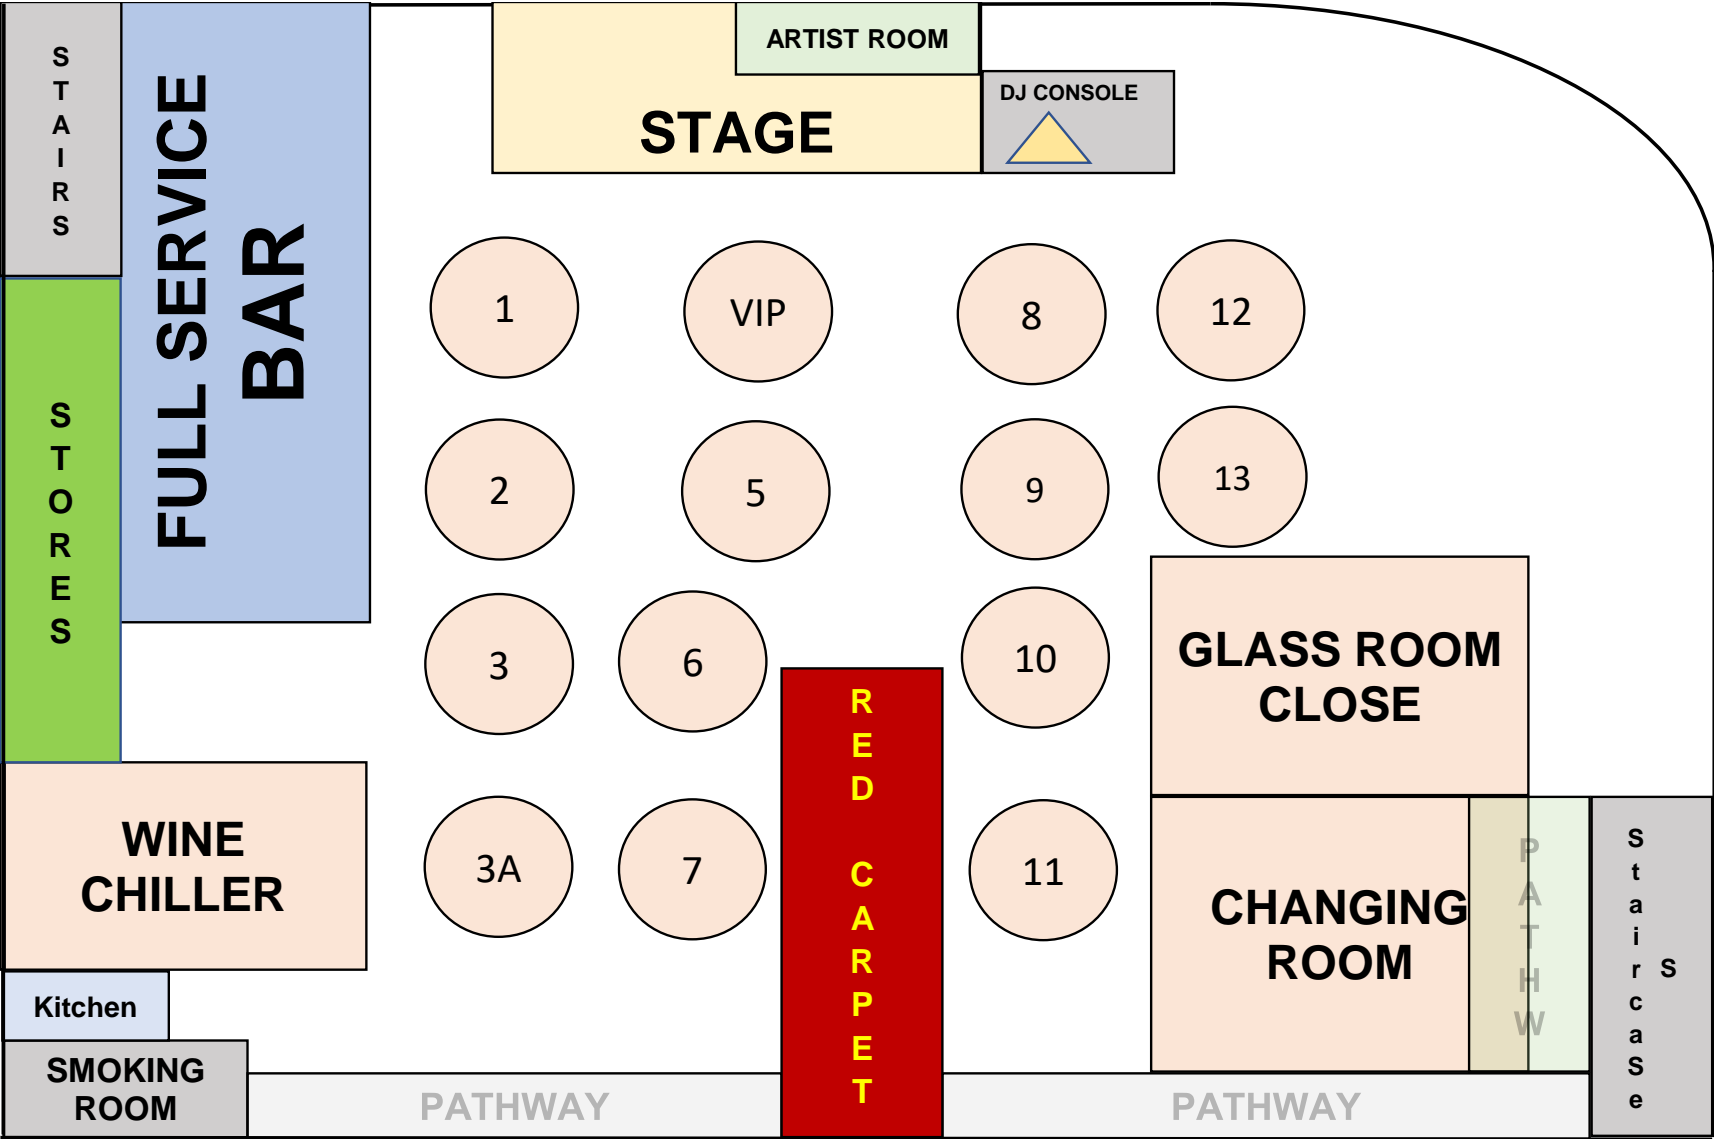 STAIRS
FULL SERVICE
BAR
ARTIST ROOM
STAGE
DJ CONSOLE
1
VIP
8
12
STORES
2
5
9
13
3
6
10
GLASS ROOM
CLOSE
RED CARPET
WINE
CHILLER
3A
7
11
CHANGING
ROOM
PATHW
StaircaSe
S
Kitchen
SMOKING
ROOM
PATHWAY
PATHWAY